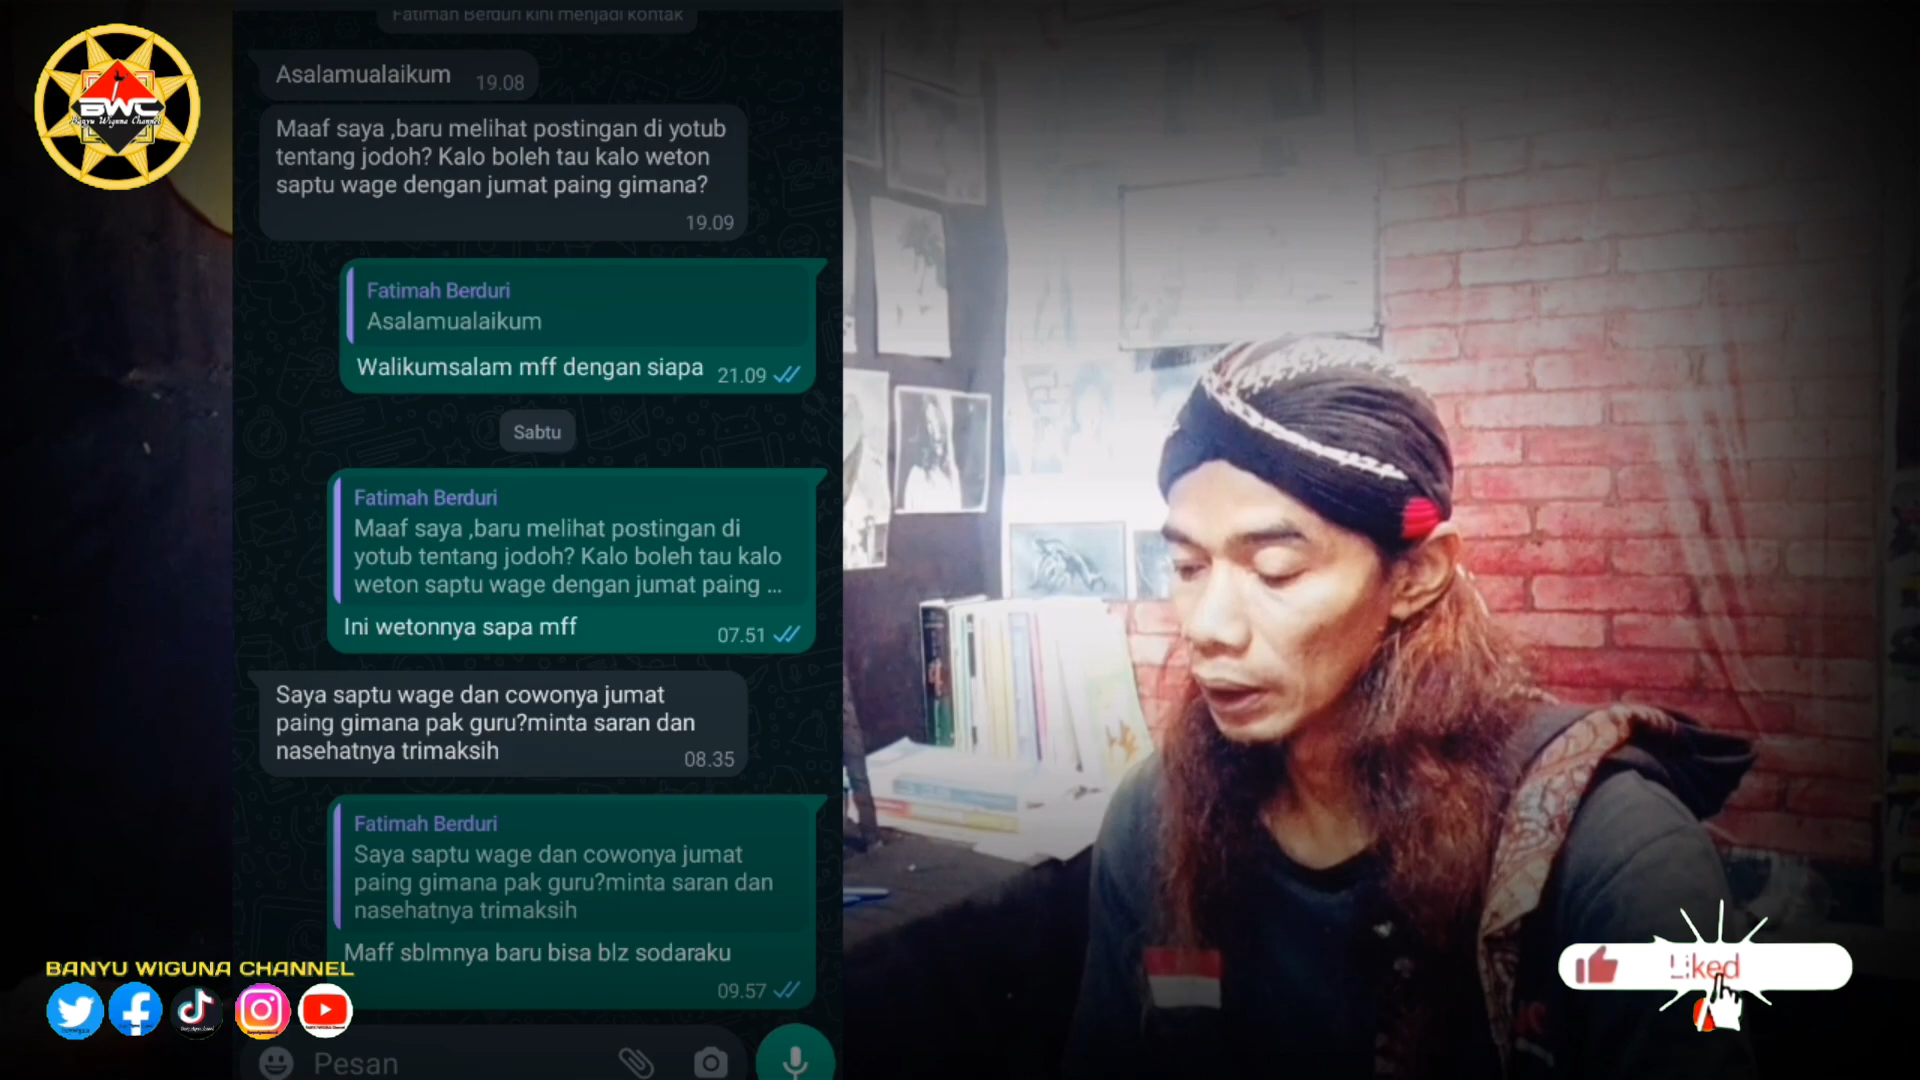 Fatimah Berduri kini menjadi kontak
Asalamualaikum 19.08
Maaf saya ,baru melihat postingan di yotub
tentang jodoh? Kalo boleh tau kalo weton
saptu wage dengan jumat paing gimana?
19.09
Fatimah Berduri
Asalamualaikum
Walikumsalam mff dengan siapa 21.09
Sabtu
Fatimah Berduri
Maaf saya ,baru melihat postingan di
yotub tentang jodoh? Kalo boleh tau kalo
weton saptu wage dengan jumat paing ...
Ini wetonnya sapa mff 07.51
Saya saptu wage dan cowonya jumat
paing gimana pak guru?minta saran dan
nasehatnya trimaksih 08.35
Fatimah Berduri
Saya saptu wage dan cowonya jumat
paing gimana pak guru?minta saran dan
nasehatnya trimaksih
Maff sblmnya baru bisa blz sodaraku
09.57
Pesan
BWC
Banyu Wiguna Channel
BANYU WIGUNA CHANNEL
Liked